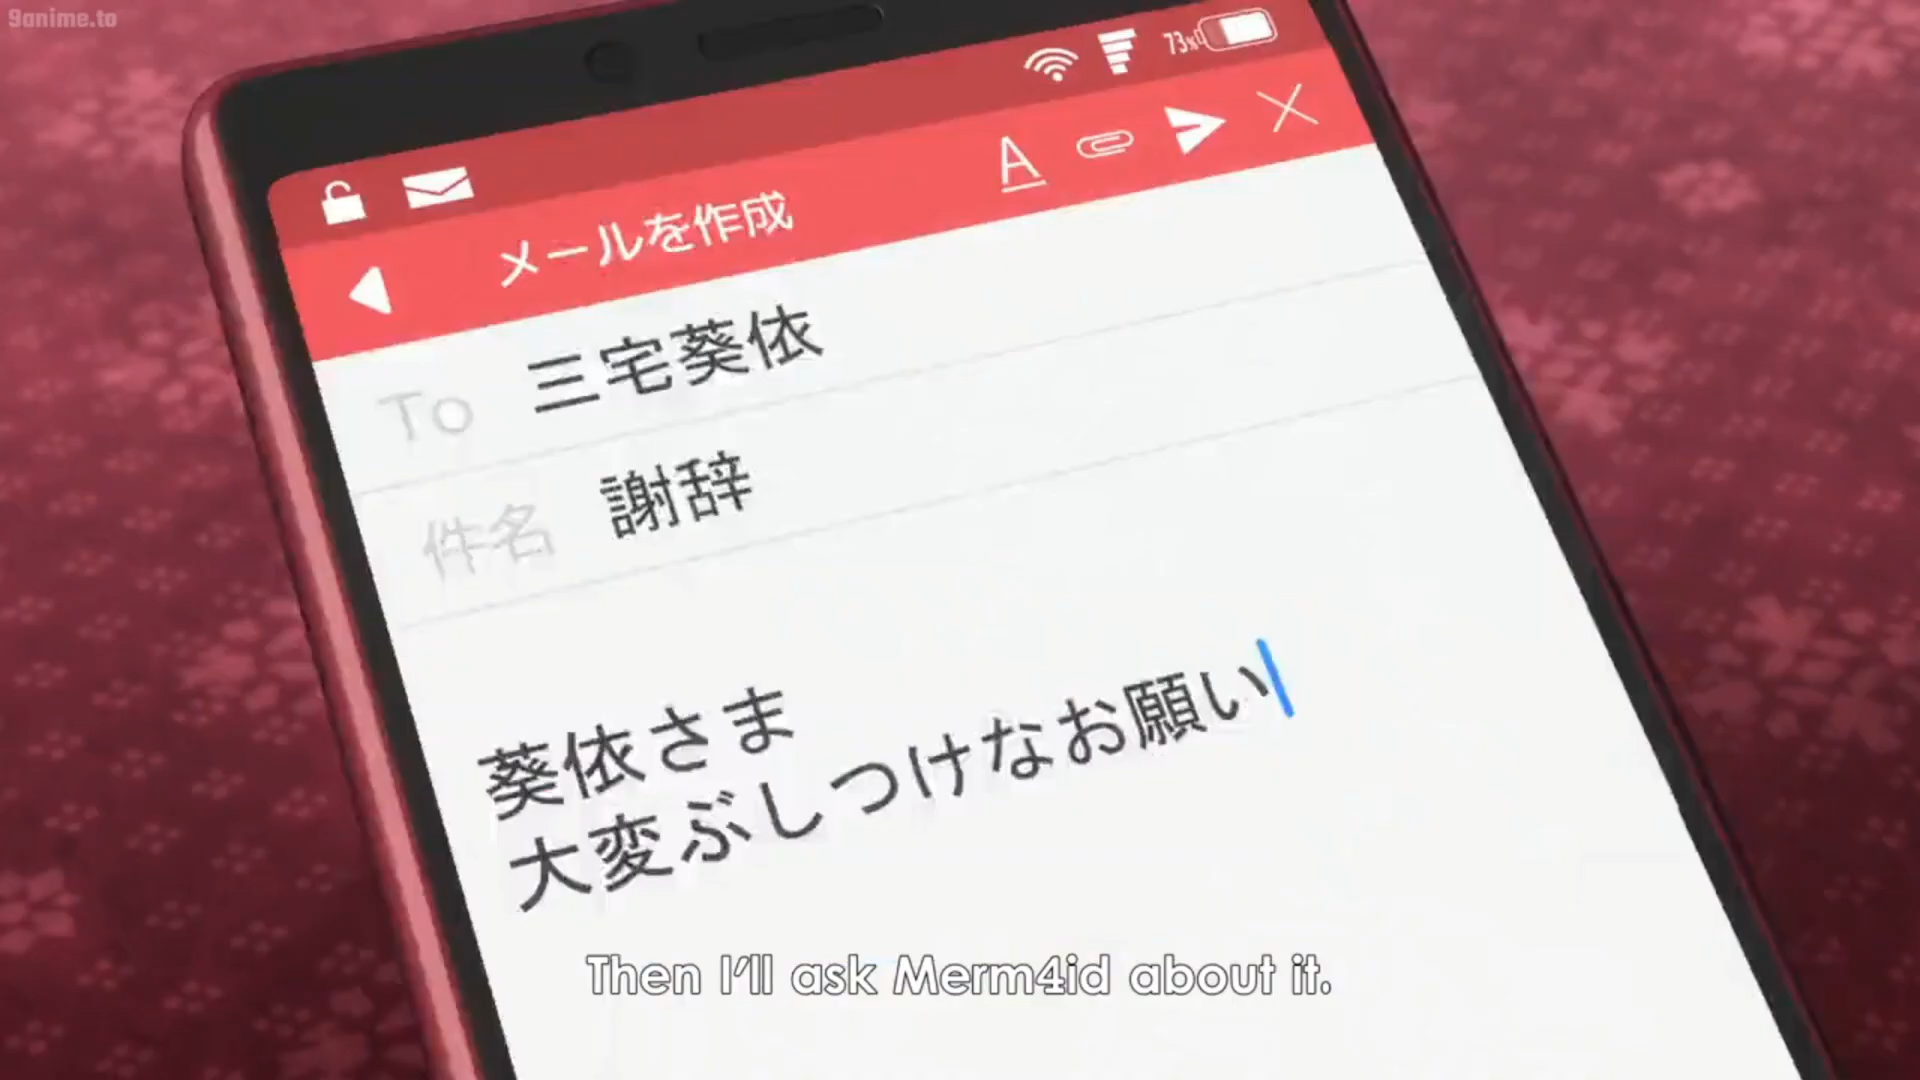 9anime.to
73%
メールを作成
A
To 三宅葵依
件名 謝辞
葵依さま
大変ぶしつけなお願い
Then I'll ask Merm4id about it.